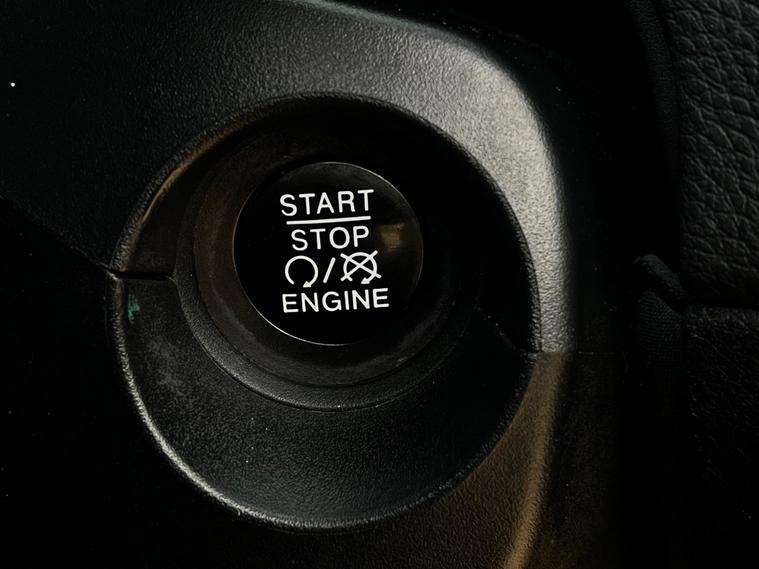 START
STOP
/
ENGINE